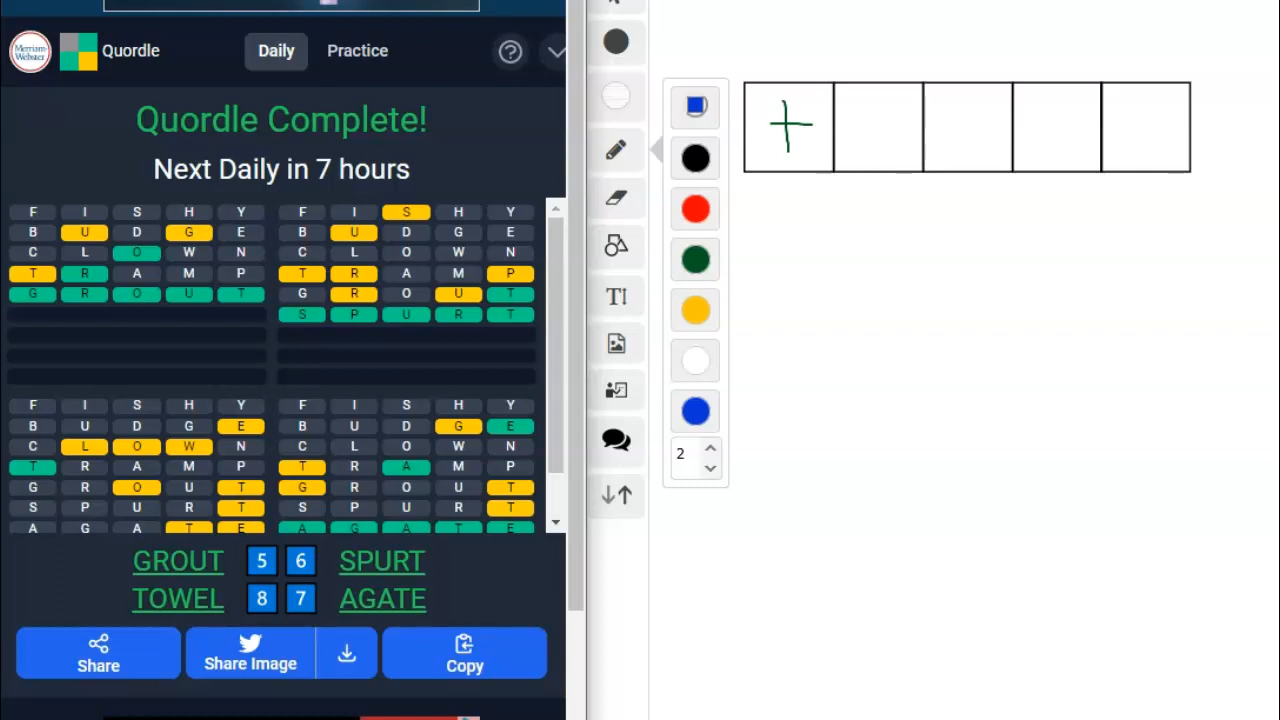 Merriam-Webster Quordle Daily Practice ?
Quordle Complete!
Next Daily in 7 hours
F I S H Y F I S H Y
B U D G E B U D G E
C L O W N C L O W N
T R A M P T R A M P
G R O U T G R O U T
S P U R T
F I S H Y F I S H Y
B U D G E B U D G E
C L O W N C L O W N
T R A M P T R A M P
G R O U T G R O U T
S P U R T S P U R T
A G A T E A G A T E
GROUT 5 6 SPURT
TOWEL 8 7 AGATE
Share Share Image Copy
TI
2
+